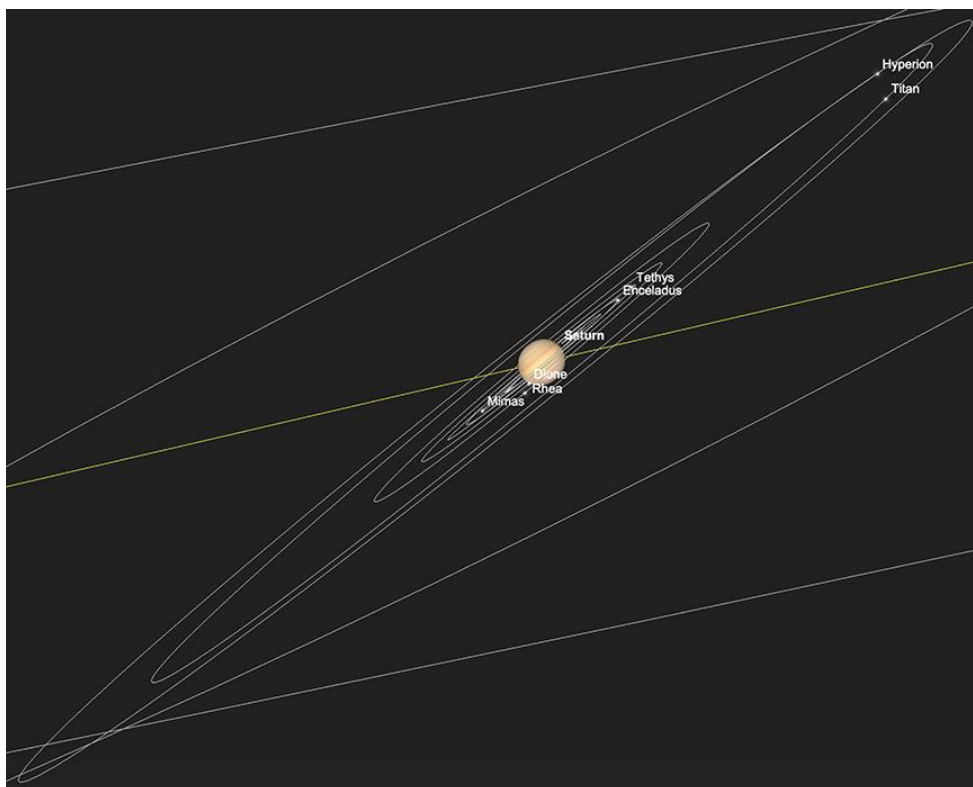 Hyperion
Titan
Tethys
Enceladus
Saturn
Dione
Rhea
Mimas